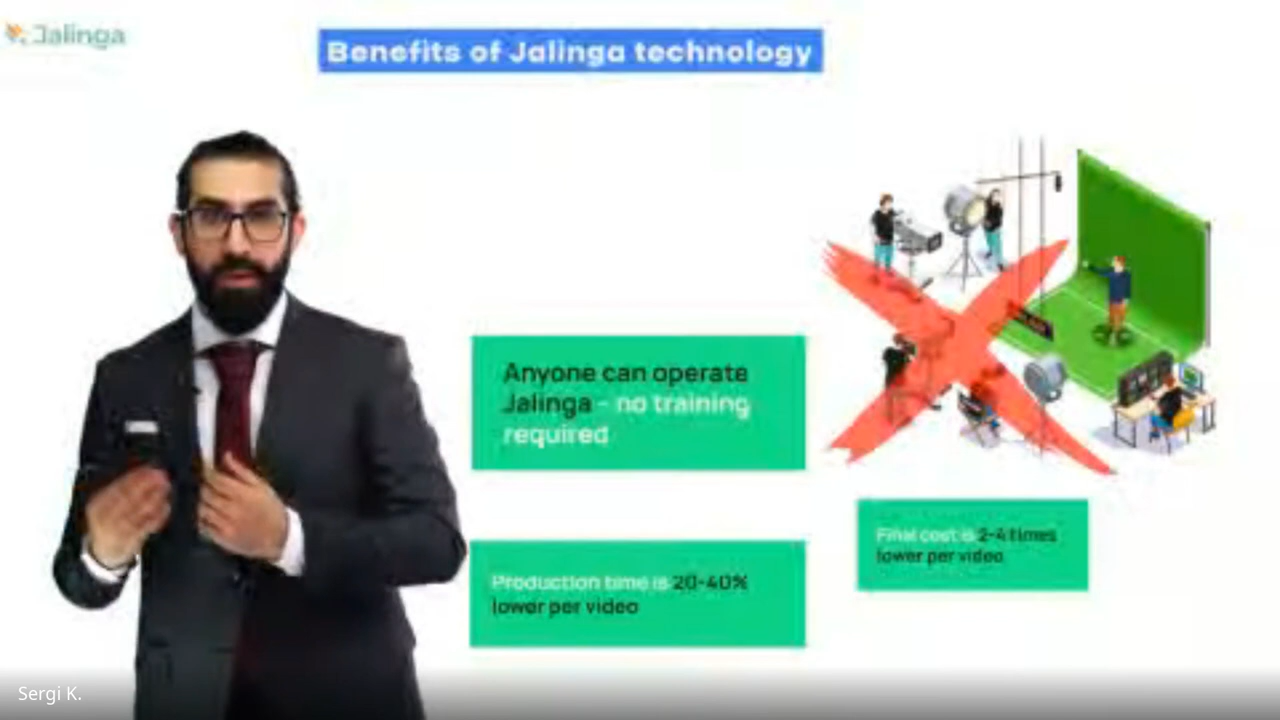 Jalinga
Benefits of Jalinga technology
Anyone can operate
Jalinga - no training
required
Production time is 20-40%
lower per video
Final cost is 2-4 times
lower per video
Sergi K.